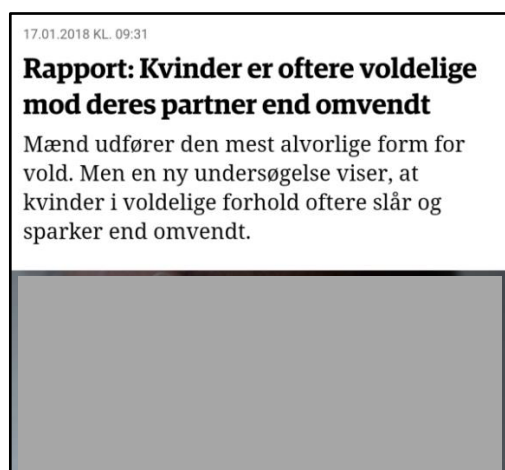 17.01.2018 KL. 09:31
Rapport: Kvinder er oftere voldelige
mod deres partner end omvendt
Mænd udfører den mest alvorlige form for
vold. Men en ny undersøgelse viser, at
kvinder i voldelige forhold oftere slår og
sparker end omvendt.